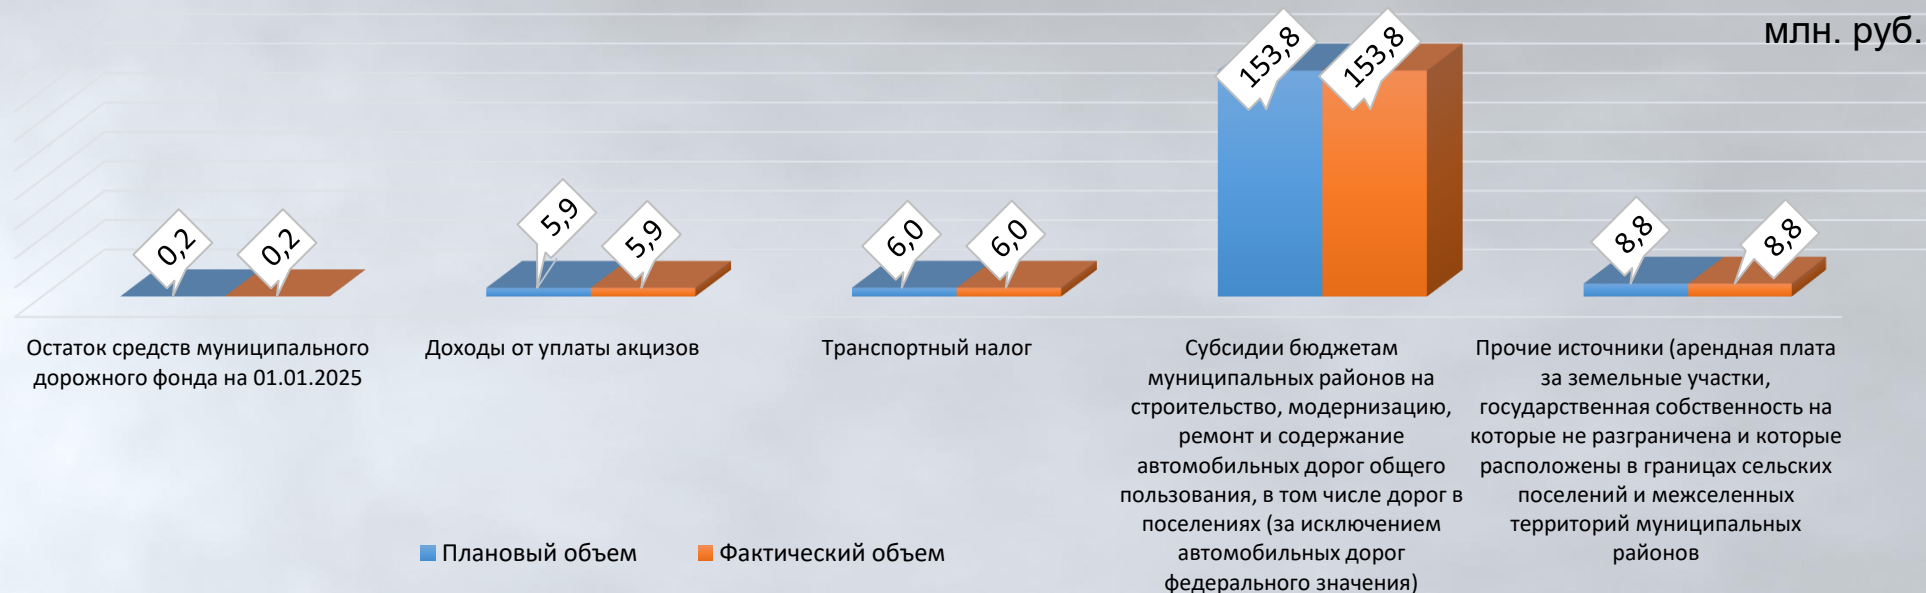 млн. руб.
0,2
0,2
5,9
5,9
6,0
6,0
153,8
153,8
8,8
8,8
Остаток средств муниципального
дорожного фонда на 01.01.2025
Доходы от уплаты акцизов
Транспортный налог
Субсидии бюджетам
муниципальных районов на
строительство, модернизацию,
ремонт и содержание
автомобильных дорог общего
пользования, в том числе дорог в
поселениях (за исключением
автомобильных дорог
федерального значения)
Прочие источники (арендная плата
за земельные участки,
государственная собственность на
которые не разграничена и которые
расположены в границах сельских
поселений и межселенных
территорий муниципальных
районов
Плановый объем
Фактический объем